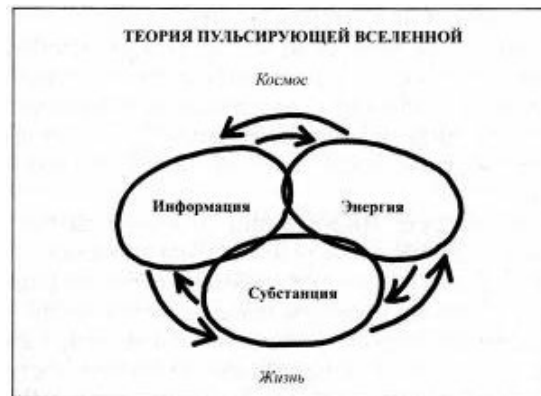 ТЕОРИЯ ПУЛЬСИРУЮЩЕЙ ВСЕЛЕННОЙ
Космос
Информация
Энергия
Субстанция
Жизнь